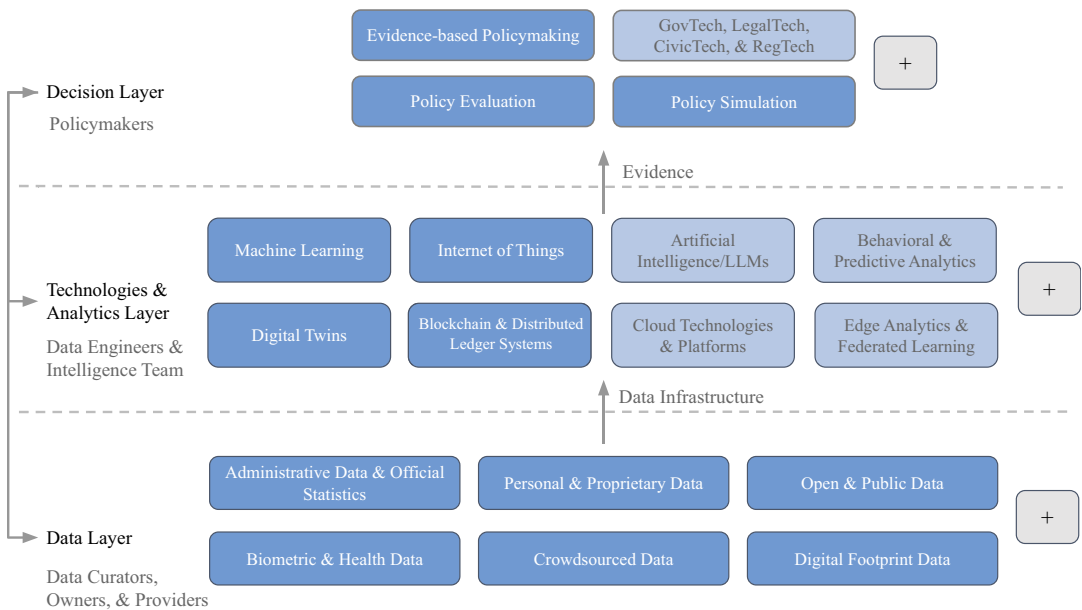 Evidence-based Policymaking
GovTech, LegalTech,
CivicTech, & RegTech
+
Decision Layer
Policymakers
Policy Evaluation
Policy Simulation
Evidence
Machine Learning
Internet of Things
Artificial
Intelligence/LLMs
Behavioral &
Predictive Analytics
+
Technologies &
Analytics Layer
Data Engineers &
Intelligence Team
Digital Twins
Blockchain & Distributed
Ledger Systems
Cloud Technologies
& Platforms
Edge Analytics &
Federated Learning
Data Infrastructure
Administrative Data & Official
Statistics
Personal & Proprietary Data
Open & Public Data
+
Data Layer
Data Curators,
Owners, & Providers
Biometric & Health Data
Crowdsourced Data
Digital Footprint Data